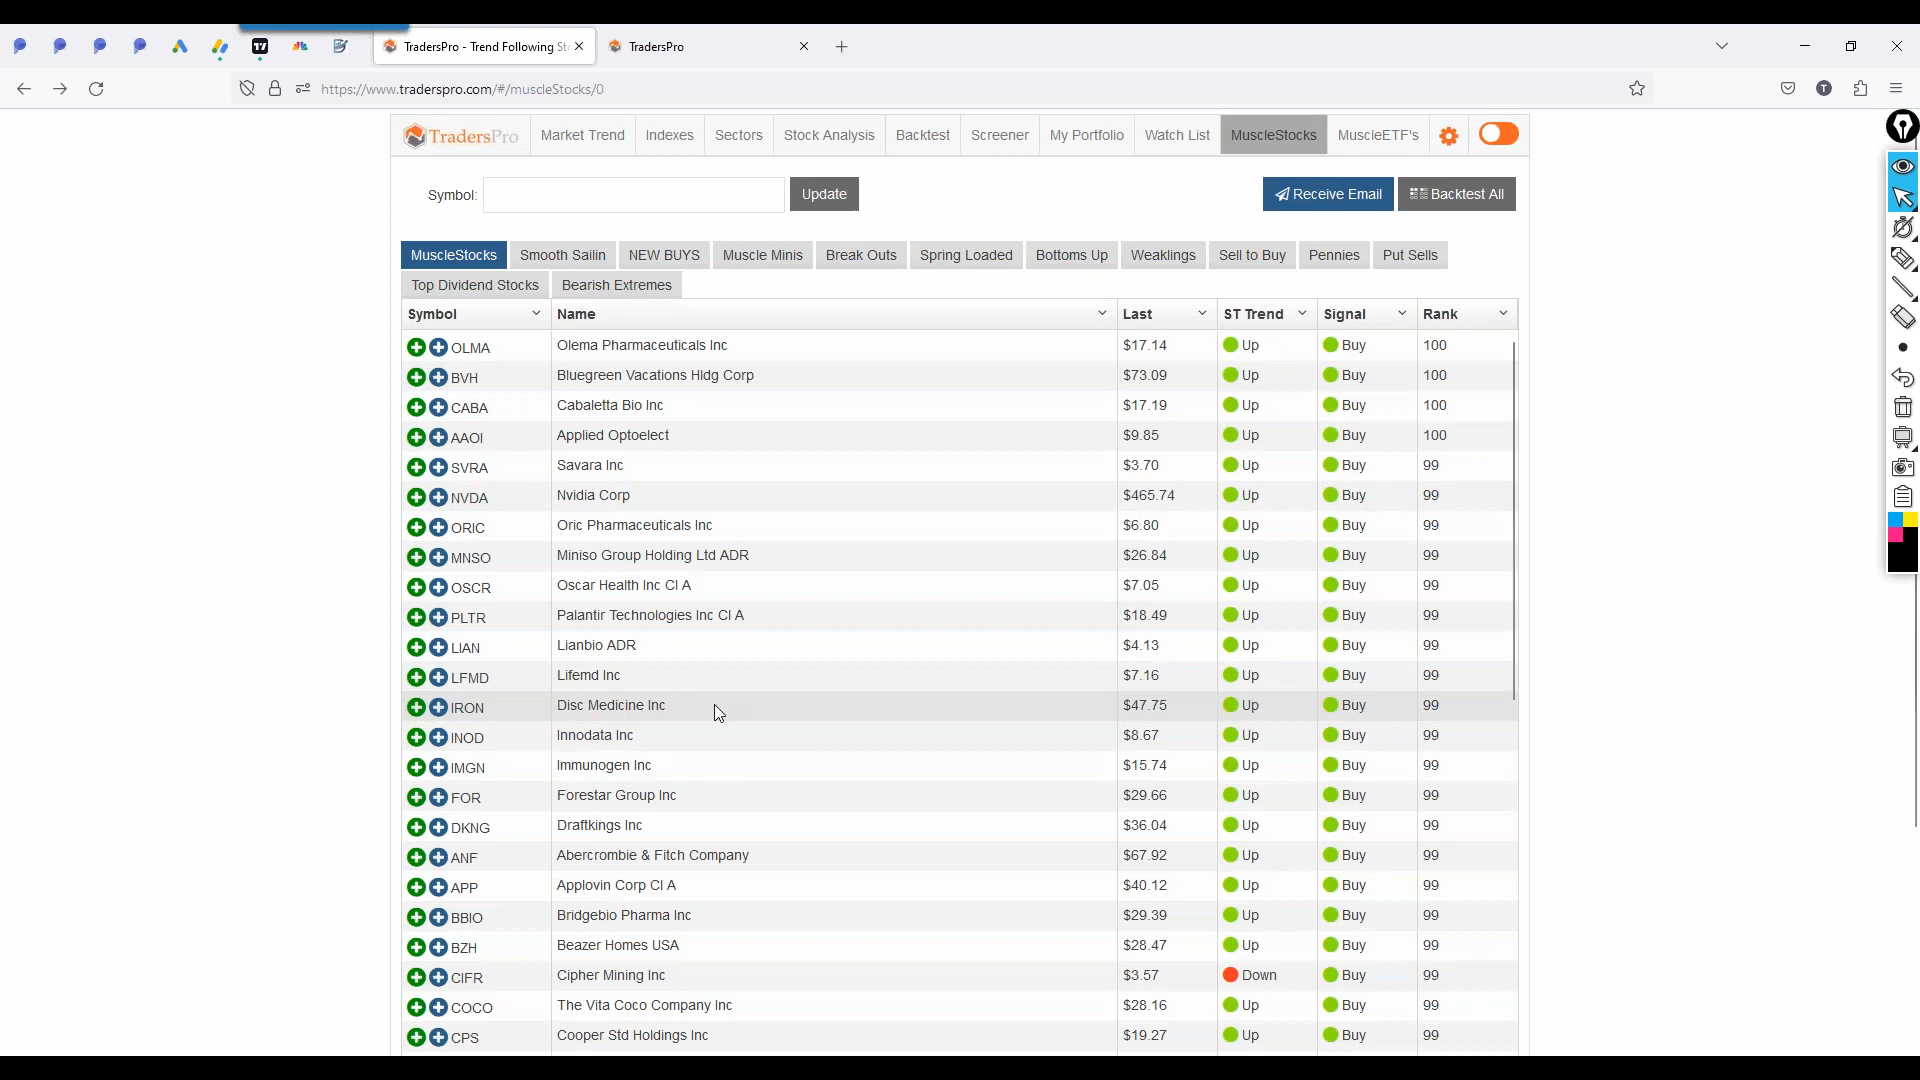 TradersPro - Trend Following St
TradersPro
https://www.traderspro.com/#/muscleStocks/0
T
TradersPro Market Trend Indexes Sectors Stock Analysis Backtest Screener My Portfolio Watch List MuscleStocks MuscleETF's
Symbol: Update Receive Email Backtest All
MuscleStocks Smooth Sailin NEW BUYS Muscle Minis Break Outs Spring Loaded Bottoms Up Weaklings Sell to Buy Pennies Put Sells
Top Dividend Stocks Bearish Extremes
Symbol Name Last ST Trend Signal Rank
OLMA Olema Pharmaceuticals Inc $17.14 Up Buy 100
BVH Bluegreen Vacations Hldg Corp $73.09 Up Buy 100
CABA Cabaletta Bio Inc $17.19 Up Buy 100
AAOI Applied Optoelect $9.85 Up Buy 100
SVRA Savara Inc $3.70 Up Buy 99
NVDA Nvidia Corp $465.74 Up Buy 99
ORIC Oric Pharmaceuticals Inc $6.80 Up Buy 99
MNSO Miniso Group Holding Ltd ADR $26.84 Up Buy 99
OSCR Oscar Health Inc Cl A $7.05 Up Buy 99
PLTR Palantir Technologies Inc Cl A $18.49 Up Buy 99
LIAN Lianbio ADR $4.13 Up Buy 99
LFMD Lifemd Inc $7.16 Up Buy 99
IRON Disc Medicine Inc $47.75 Up Buy 99
INOD Innodata Inc $8.67 Up Buy 99
IMGN Immunogen Inc $15.74 Up Buy 99
FOR Forestar Group Inc $29.66 Up Buy 99
DKNG Draftkings Inc $36.04 Up Buy 99
ANF Abercrombie & Fitch Company $67.92 Up Buy 99
APP Applovin Corp Cl A $40.12 Up Buy 99
BBIO Bridgebio Pharma Inc $29.39 Up Buy 99
BZH Beazer Homes USA $28.47 Up Buy 99
CIFR Cipher Mining Inc $3.57 Down Buy 99
COCO The Vita Coco Company Inc $28.16 Up Buy 99
CPS Cooper Std Holdings Inc $19.27 Up Buy 99